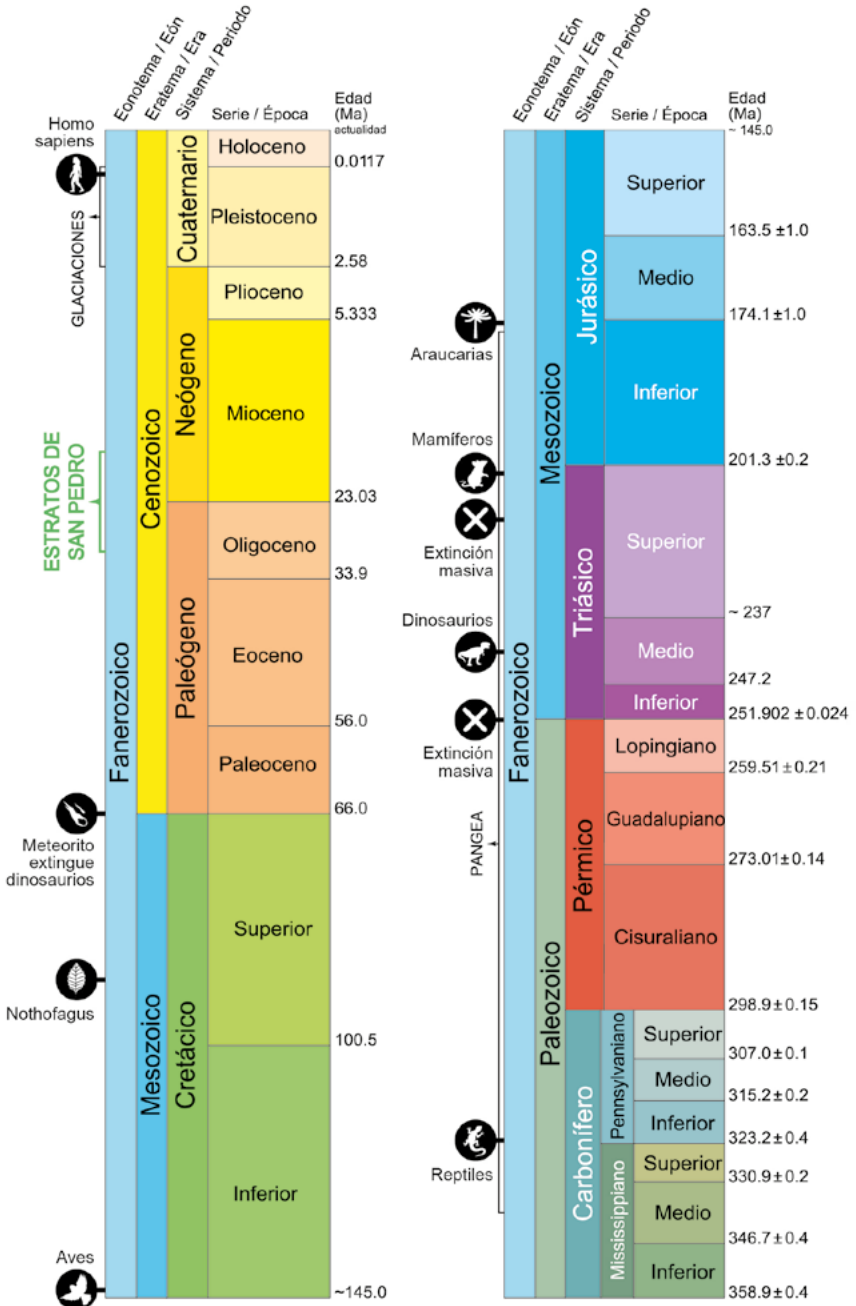 Eonotema / Eón
Eratema / Era
Sistema / Periodo
Serie / Época
Edad
(Ma)
actualidad
Homo
sapiens
GLACIACIONES
ESTRATOS DE
SAN PEDRO
Meteorito
extingue
dinosaurios
Nothofagus
Aves
Fanerozoico
Cenozoico
Mesozoico
Cuaternario
Neógeno
Paleógeno
Cretácico
Holoceno
0.0117
Pleistoceno
2.58
Plioceno
5.333
Mioceno
23.03
Oligoceno
33.9
Eoceno
56.0
Paleoceno
66.0
Superior
100.5
Inferior
~145.0
Eonotema / Eón
Eratema / Era
Sistema / Periodo
Serie / Época
Edad
(Ma)
~ 145.0
Araucarias
Mamíferos
Extinción
masiva
Dinosaurios
Extinción
masiva
PANGEA
Reptiles
Fanerozoico
Mesozoico
Paleozoico
Jurásico
Triásico
Pérmico
Carbonífero
Pennsylvaniano
Mississippiano
Superior
163.5 ±1.0
Medio
174.1±1.0
Inferior
201.3 ±0.2
Superior
~ 237
Medio
247.2
Inferior
251.902 ±0.024
Lopingiano
259.51±0.21
Guadalupiano
273.01±0.14
Cisuraliano
298.9±0.15
Superior
307.0±0.1
Medio
315.2±0.2
Inferior
323.2±0.4
Superior
330.9±0.2
Medio
346.7±0.4
Inferior
358.9±0.4